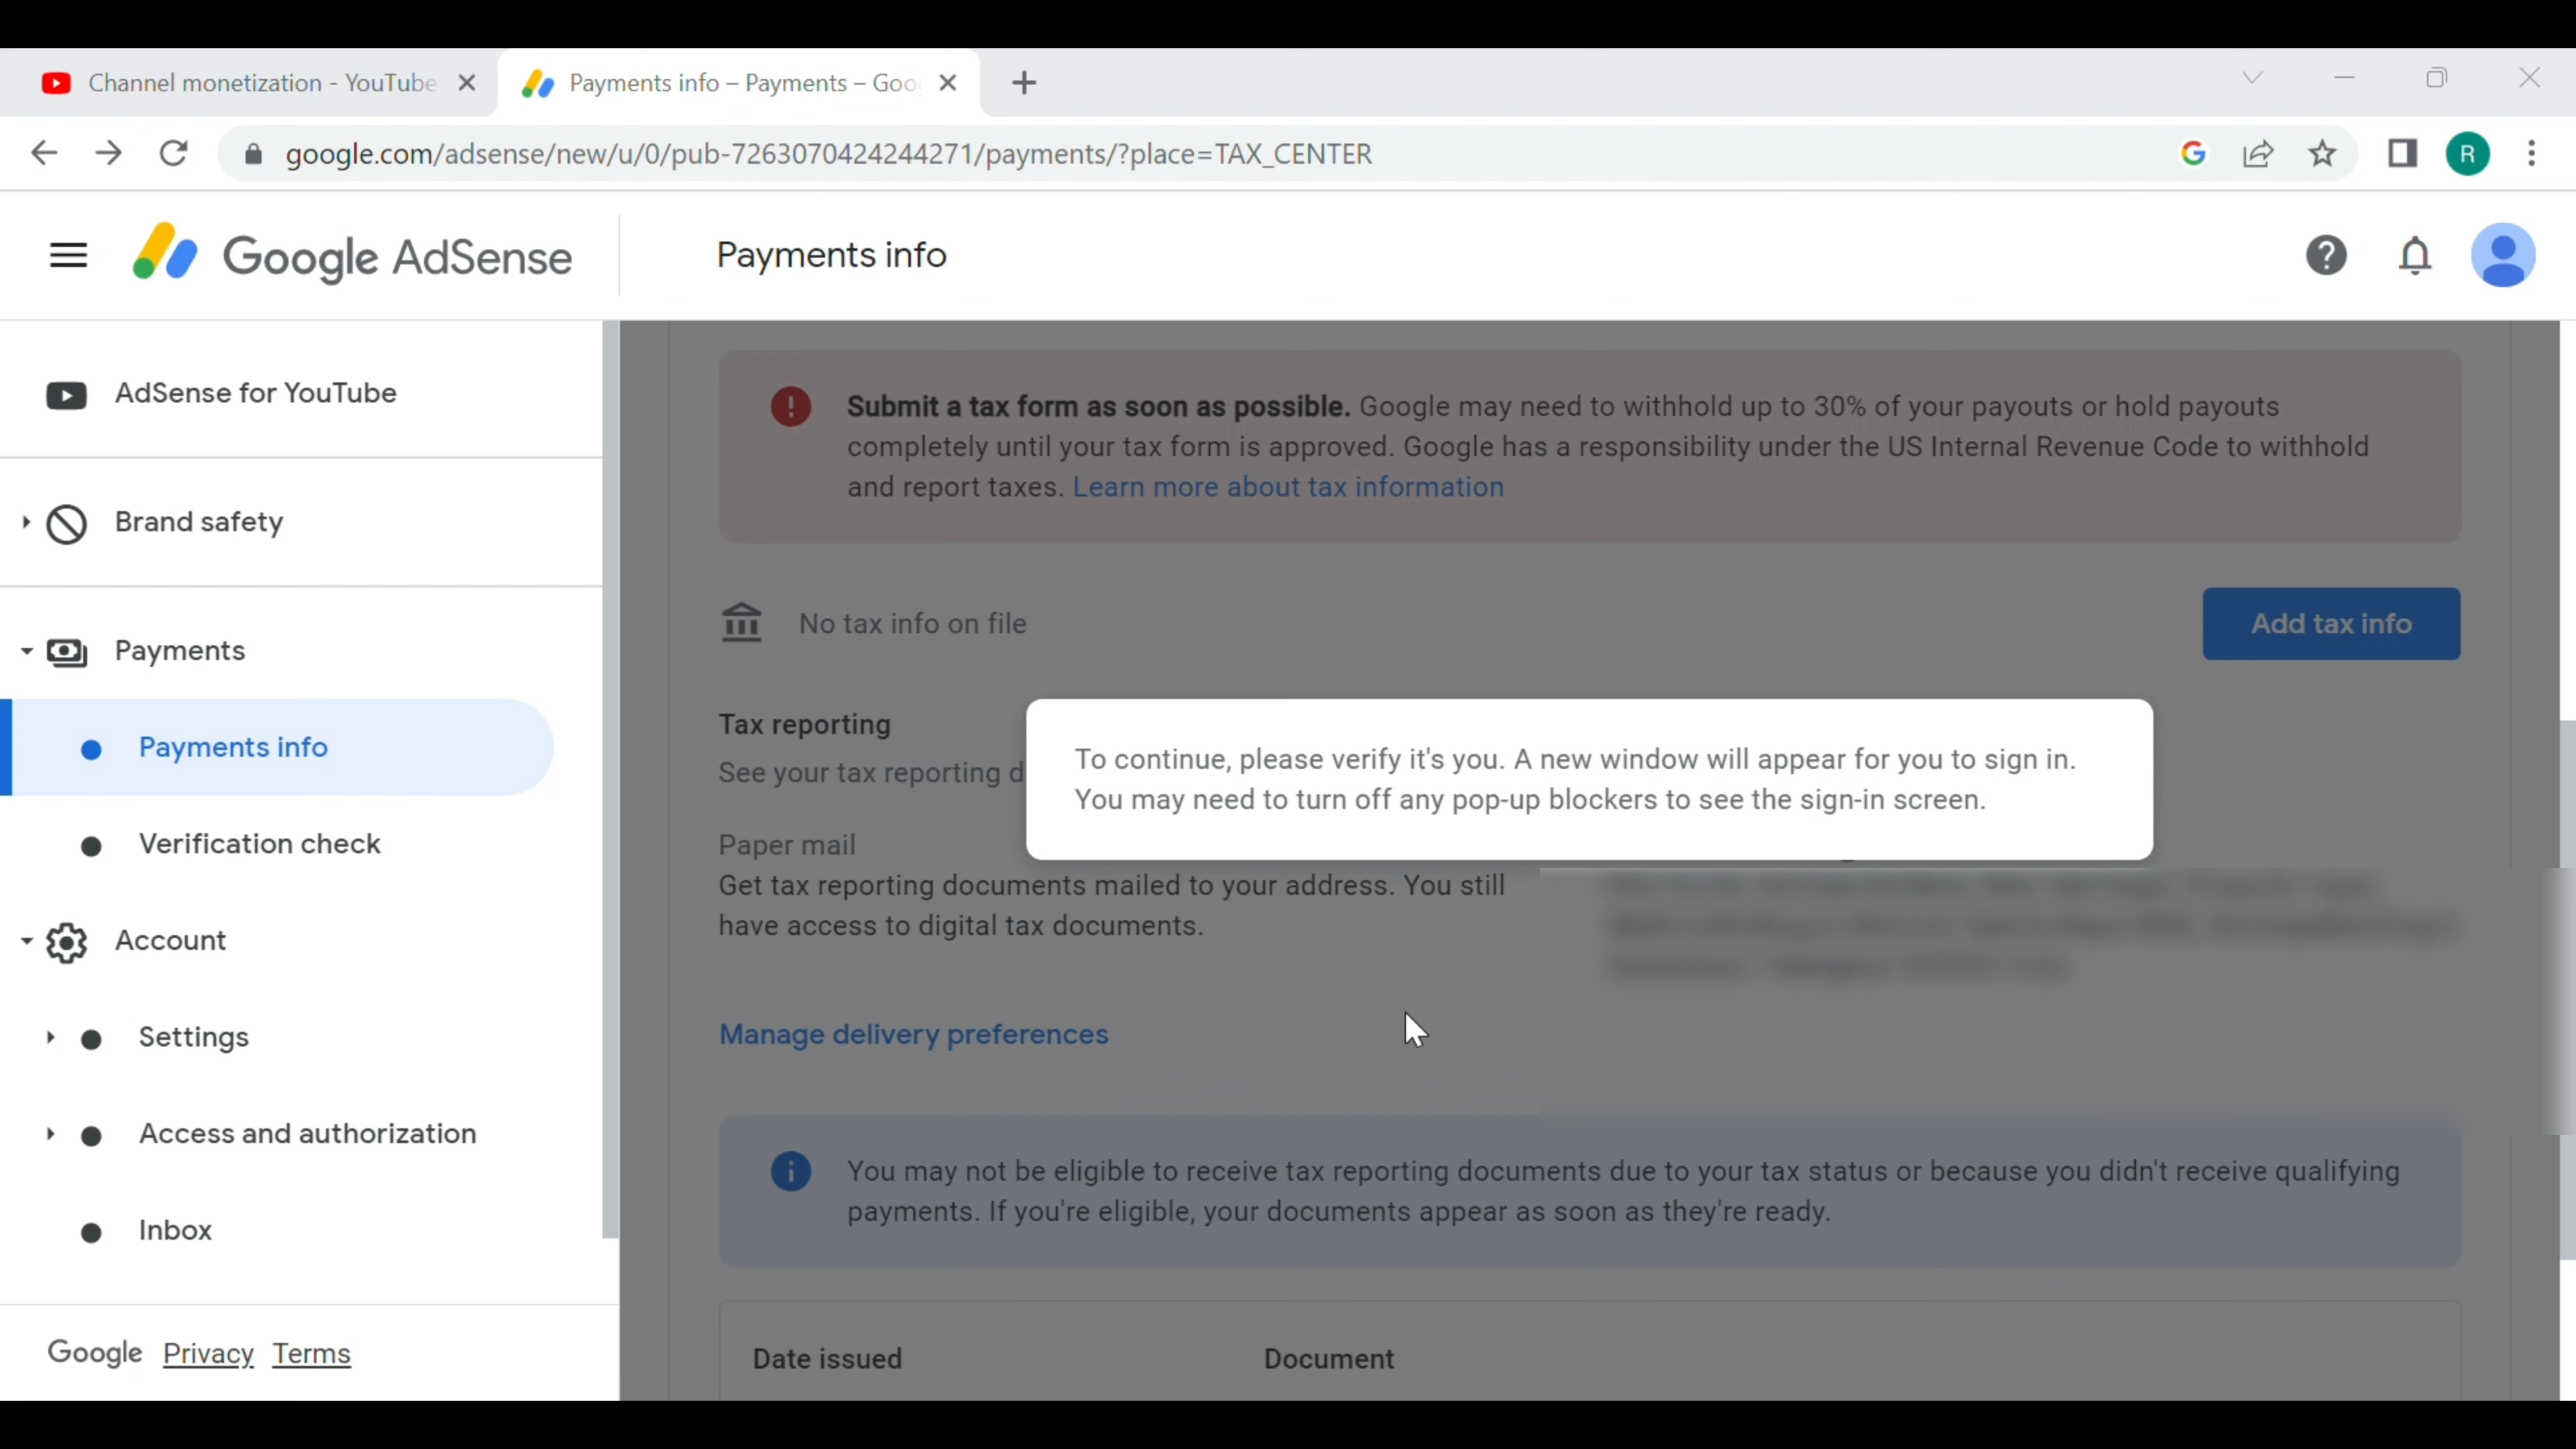 Channel monetization - YouTube
Payments info – Payments – Goo
google.com/adsense/new/u/0/pub-7263070424244271/payments/?place=TAX_CENTER
R
Google AdSense
Payments info
AdSense for YouTube
Brand safety
Payments
Payments info
Verification check
Account
Settings
Access and authorization
Inbox
Google Privacy Terms
Submit a tax form as soon as possible. Google may need to withhold up to 30% of your payouts or hold payouts
completely until your tax form is approved. Google has a responsibility under the US Internal Revenue Code to withhold
and report taxes. Learn more about tax information
No tax info on file
Add tax info
Tax reporting
See your tax reporting d
To continue, please verify it's you. A new window will appear for you to sign in.
You may need to turn off any pop-up blockers to see the sign-in screen.
Paper mail
Get tax reporting documents mailed to your address. You still
have access to digital tax documents.
Manage delivery preferences
You may not be eligible to receive tax reporting documents due to your tax status or because you didn't receive qualifying
payments. If you're eligible, your documents appear as soon as they're ready.
Date issued
Document